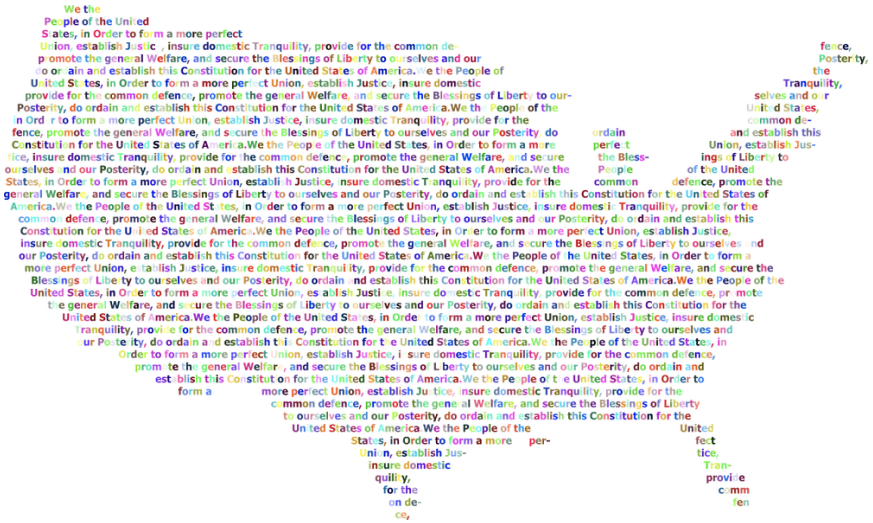 We the
People of the United
States, in Order to form a more perfect
Union, establish Justic , insure domestic Tranquility, provide for the common de- fence,
promote the general Welfare, and secure the Blessings of Liberty to ourselves and our Posterity,
do ordain and establish this Constitution for the United States of America.We the People of the
United States, in Order to form a more perfect Union, establish Justice, insure domestic Tranquility,
provide for the common defence, promote the general Welfare, and secure the Blessings of Liberty to our- selves and our
Posterity, do ordain and establish this Constitution for the United States of America.We the People of the United States,
in Ord r to form a more perfect Union, establish Justice, insure domestic Tranquility, provide for the common de-
fence, promote the general Welfare, and secure the Blessings of Liberty to ourselves and our Posterity, do ordain and establish this
Constitution for the United States of America.We the People of the United States, in Order to form a more perfect Union, establish Jus-
tice, insure domestic Tranquility, provide for the common defence, promote the general Welfare, and secure the Bless- ings of Liberty to
ourselves and our Posterity, do ordain and establish this Constitution for the United States of America.We the People of the United
States, in Order to form a more perfect Union, establish Justice, insure domestic Tranquility, provide for the common defence, promote the
general Welfare, and secure the Blessings of Liberty to ourselves and our Posterity, do ordain and establish this Constitution for the United States of
America.We the People of the United States, in Order to form a more perfect Union, establish Justice, insure domestic Tranquility, provide for the
common defence, promote the general Welfare, and secure the Blessings of Liberty to ourselves and our Posterity, do ordain and establish this
Constitution for the United States of America.We the People of the United States, in Order to form a more perfect Union, establish Justice,
insure domestic Tranquility, provide for the common defence, promote the general Welfare, and secure the Blessings of Liberty to ourselves and
our Posterity, do ordain and establish this Constitution for the United States of America.We the People of the United States, in Order to form a
more perfect Union, establish Justice, insure domestic Tranquility, provide for the common defence, promote the general Welfare, and secure the
Blessings of Liberty to ourselves and our Posterity, do ordain and establish this Constitution for the United States of America.We the People of the
United States, in Order to form a more perfect Union, es ablish Justice, insure domestic Tranquility, provide for the common defence, pr mote
the general Welfare, and secure the Blessings of Liberty to ourselves and our Posterity, do ordain and establish this Constitution for the
United States of America.We the People of the United States, in Order to form a more perfect Union, establish Justice, insure domestic
Tranquility, provide for the common defence, promote the general Welfare, and secure the Blessings of Liberty to ourselves and
our Posterity, do ordain and establish this Constitution for the United States of America.We the People of the United States, in
Order to form a more perfect Union, establish Justice, insure domestic Tranquility, provide for the common defence,
promote the general Welfar , and secure the Blessings of Liberty to ourselves and our Posterity, do ordain and
establish this Constitution for the United States of America.We the People of the United States, in Order to
form a more perfect Union, establish Justice, insure domestic Tranquility, provide for the
common defence, promote the general Welfare, and secure the Blessings of Liberty
to ourselves and our Posterity, do ordain and establish this Constitution for the
United States of America.We the People of the United
States, in Order to form a more per- fect
Union, establish Jus- tice,
insure domestic Tran-
quility, provide
for the comm
on de- fen
ce,